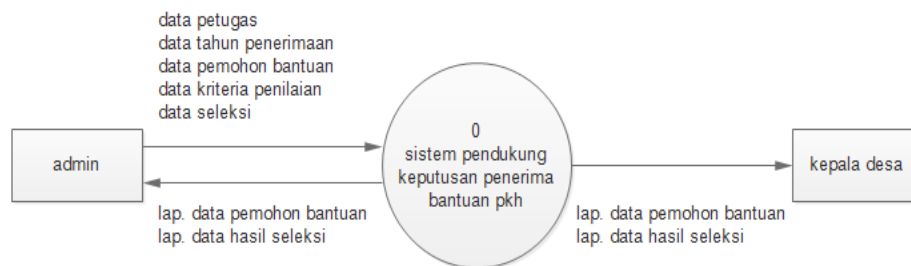 data petugas
data tahun penerimaan
data pemohon bantuan
data kriteria penilaian
data seleksi
admin
0
sistem pendukung
keputusan penerima
bantuan pkh
kepala desa
lap. data pemohon bantuan
lap. data hasil seleksi
lap. data pemohon bantuan
lap. data hasil seleksi